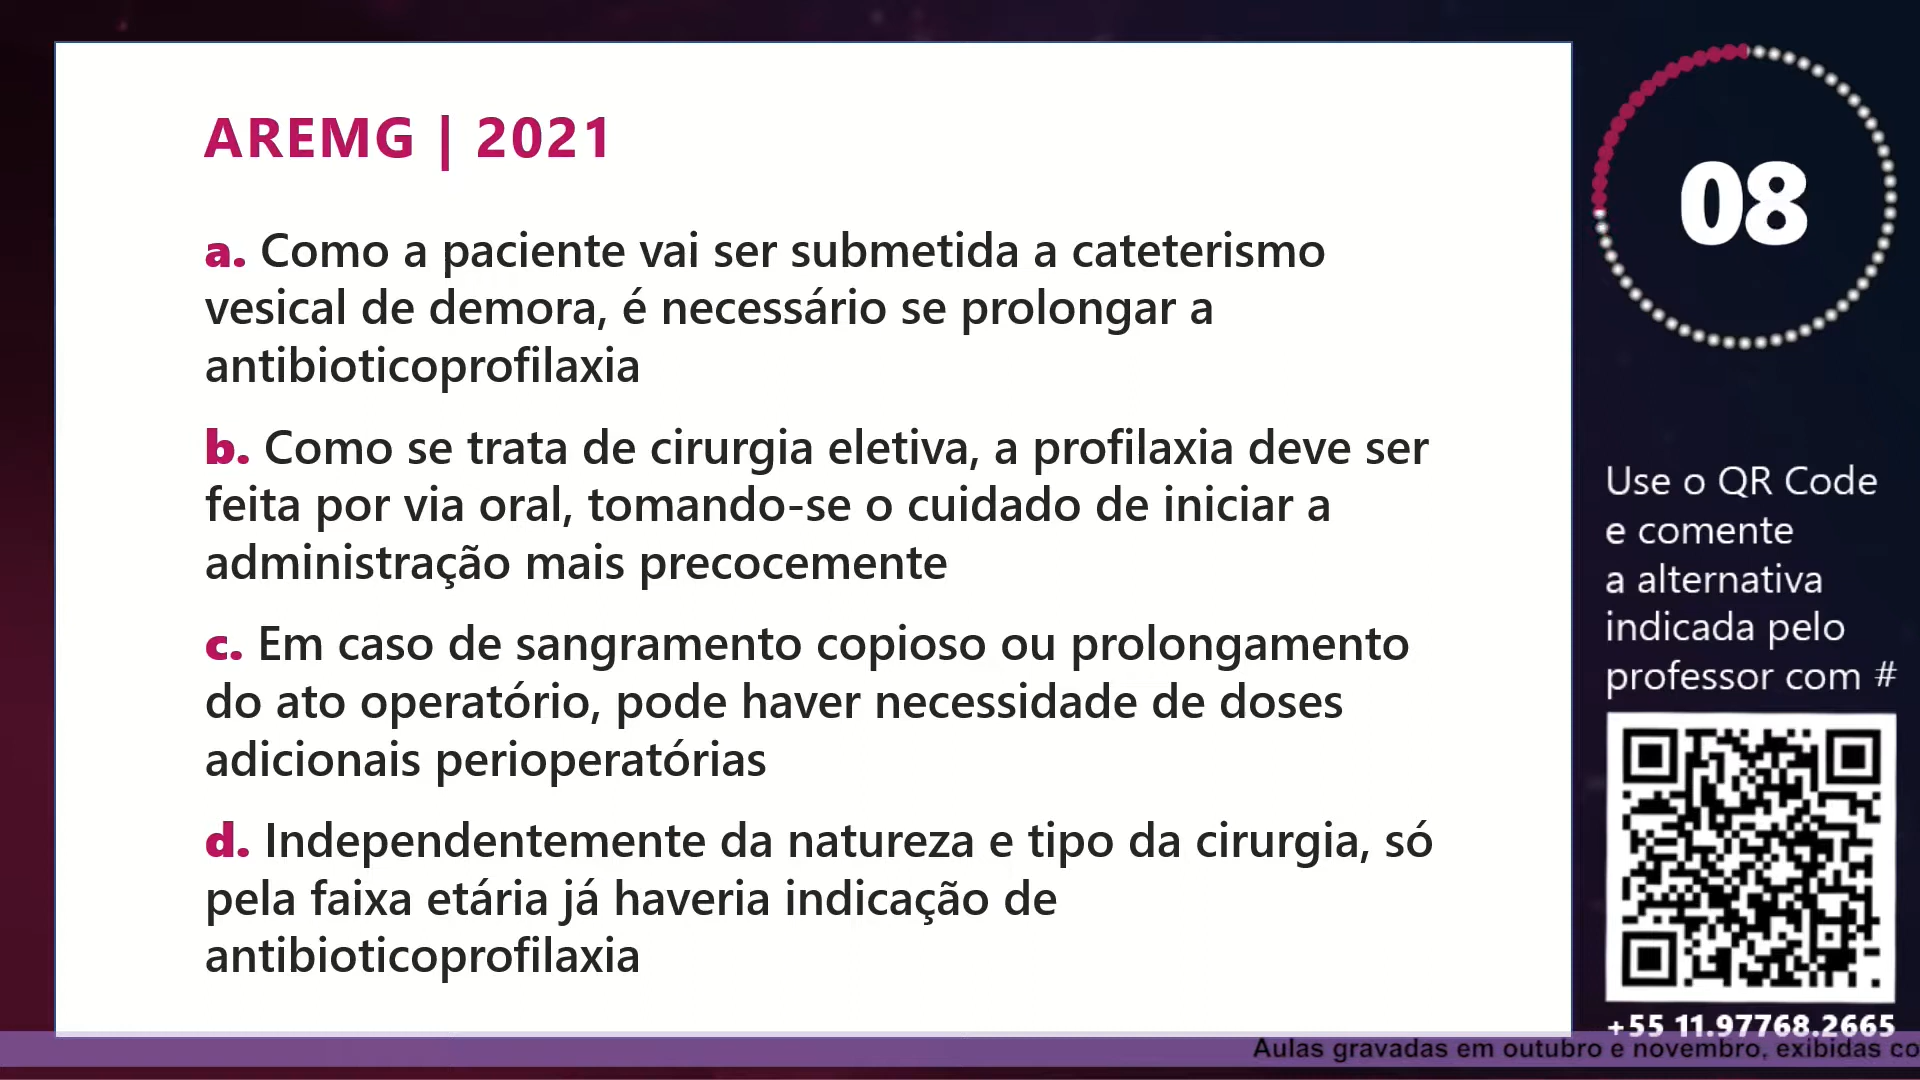 AREMG | 2021
a. Como a paciente vai ser submetida a cateterismo
vesical de demora, é necessário se prolongar a
antibioticoprofilaxia
b. Como se trata de cirurgia eletiva, a profilaxia deve ser
feita por via oral, tomando-se o cuidado de iniciar a
administração mais precocemente
c. Em caso de sangramento copioso ou prolongamento
do ato operatório, pode haver necessidade de doses
adicionais perioperatórias
d. Independentemente da natureza e tipo da cirurgia, só
pela faixa etária já haveria indicação de
antibioticoprofilaxia
08
Use o QR Code
e comente
a alternativa
indicada pelo
professor com #
+55 11.97768.2665
Aulas gravadas em outubro e novembro, exibidas co